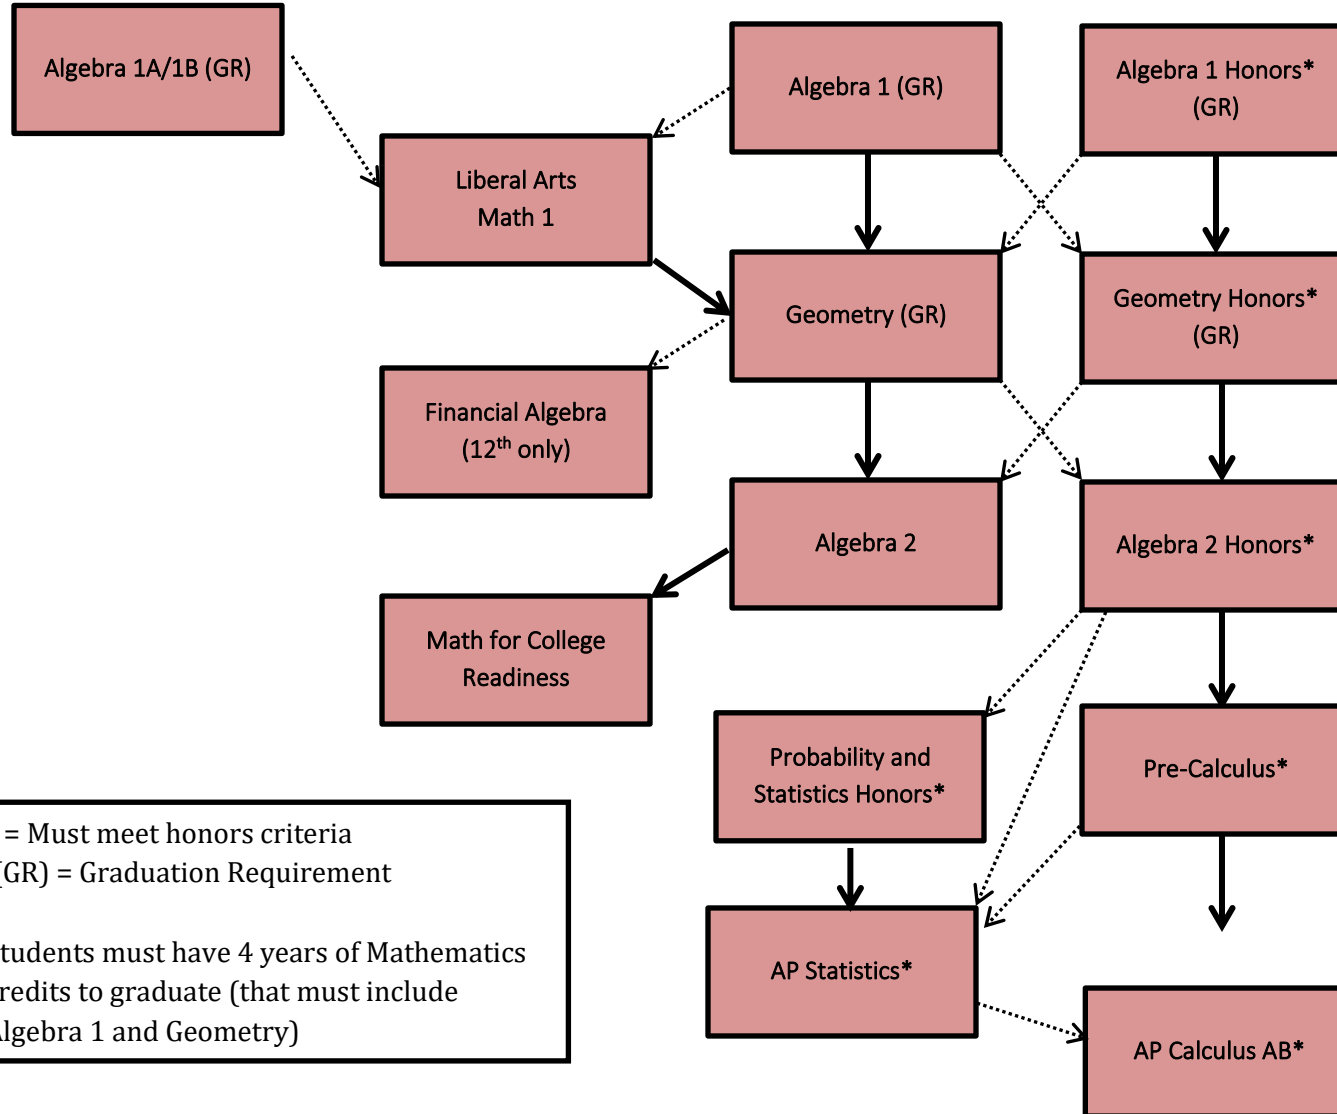 Algebra 1A/1B (GR)
Algebra 1 (GR)
Algebra 1 Honors*
(GR)
Liberal Arts
Math 1
Geometry (GR)
Geometry Honors*
(GR)
Financial Algebra
(12th only)
Algebra 2
Algebra 2 Honors*
Math for College
Readiness
Probability and
Statistics Honors*
Pre-Calculus*
= Must meet honors criteria
(GR) = Graduation Requirement
tudents must have 4 years of Mathematics
redits to graduate (that must include
Algebra 1 and Geometry)
AP Statistics*
AP Calculus AB*